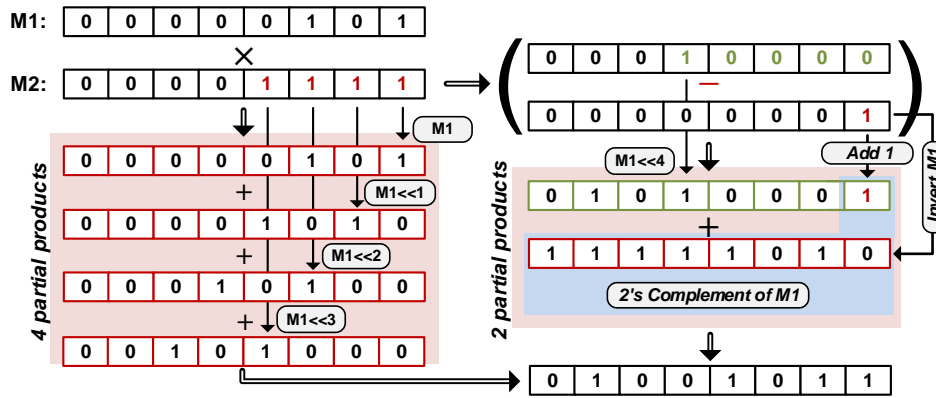 M1: 0 0 0 0 0 1 0 1
×
M2: 0 0 0 0 1 1 1 1
M1
4 partial products
0 0 0 0 0 1 0 1
+
M1<<1
0 0 0 0 1 0 1 0
+
M1<<2
0 0 0 1 0 1 0 0
+
M1<<3
0 0 1 0 1 0 0 0
( 0 0 0 1 0 0 0 0
−
0 0 0 0 0 0 0 1 )
M1<<4
Add 1
Invert M1
2 partial products
0 1 0 1 0 0 0 1
+
1 1 1 1 1 0 1 0
2's Complement of M1
0 1 0 0 1 0 1 1